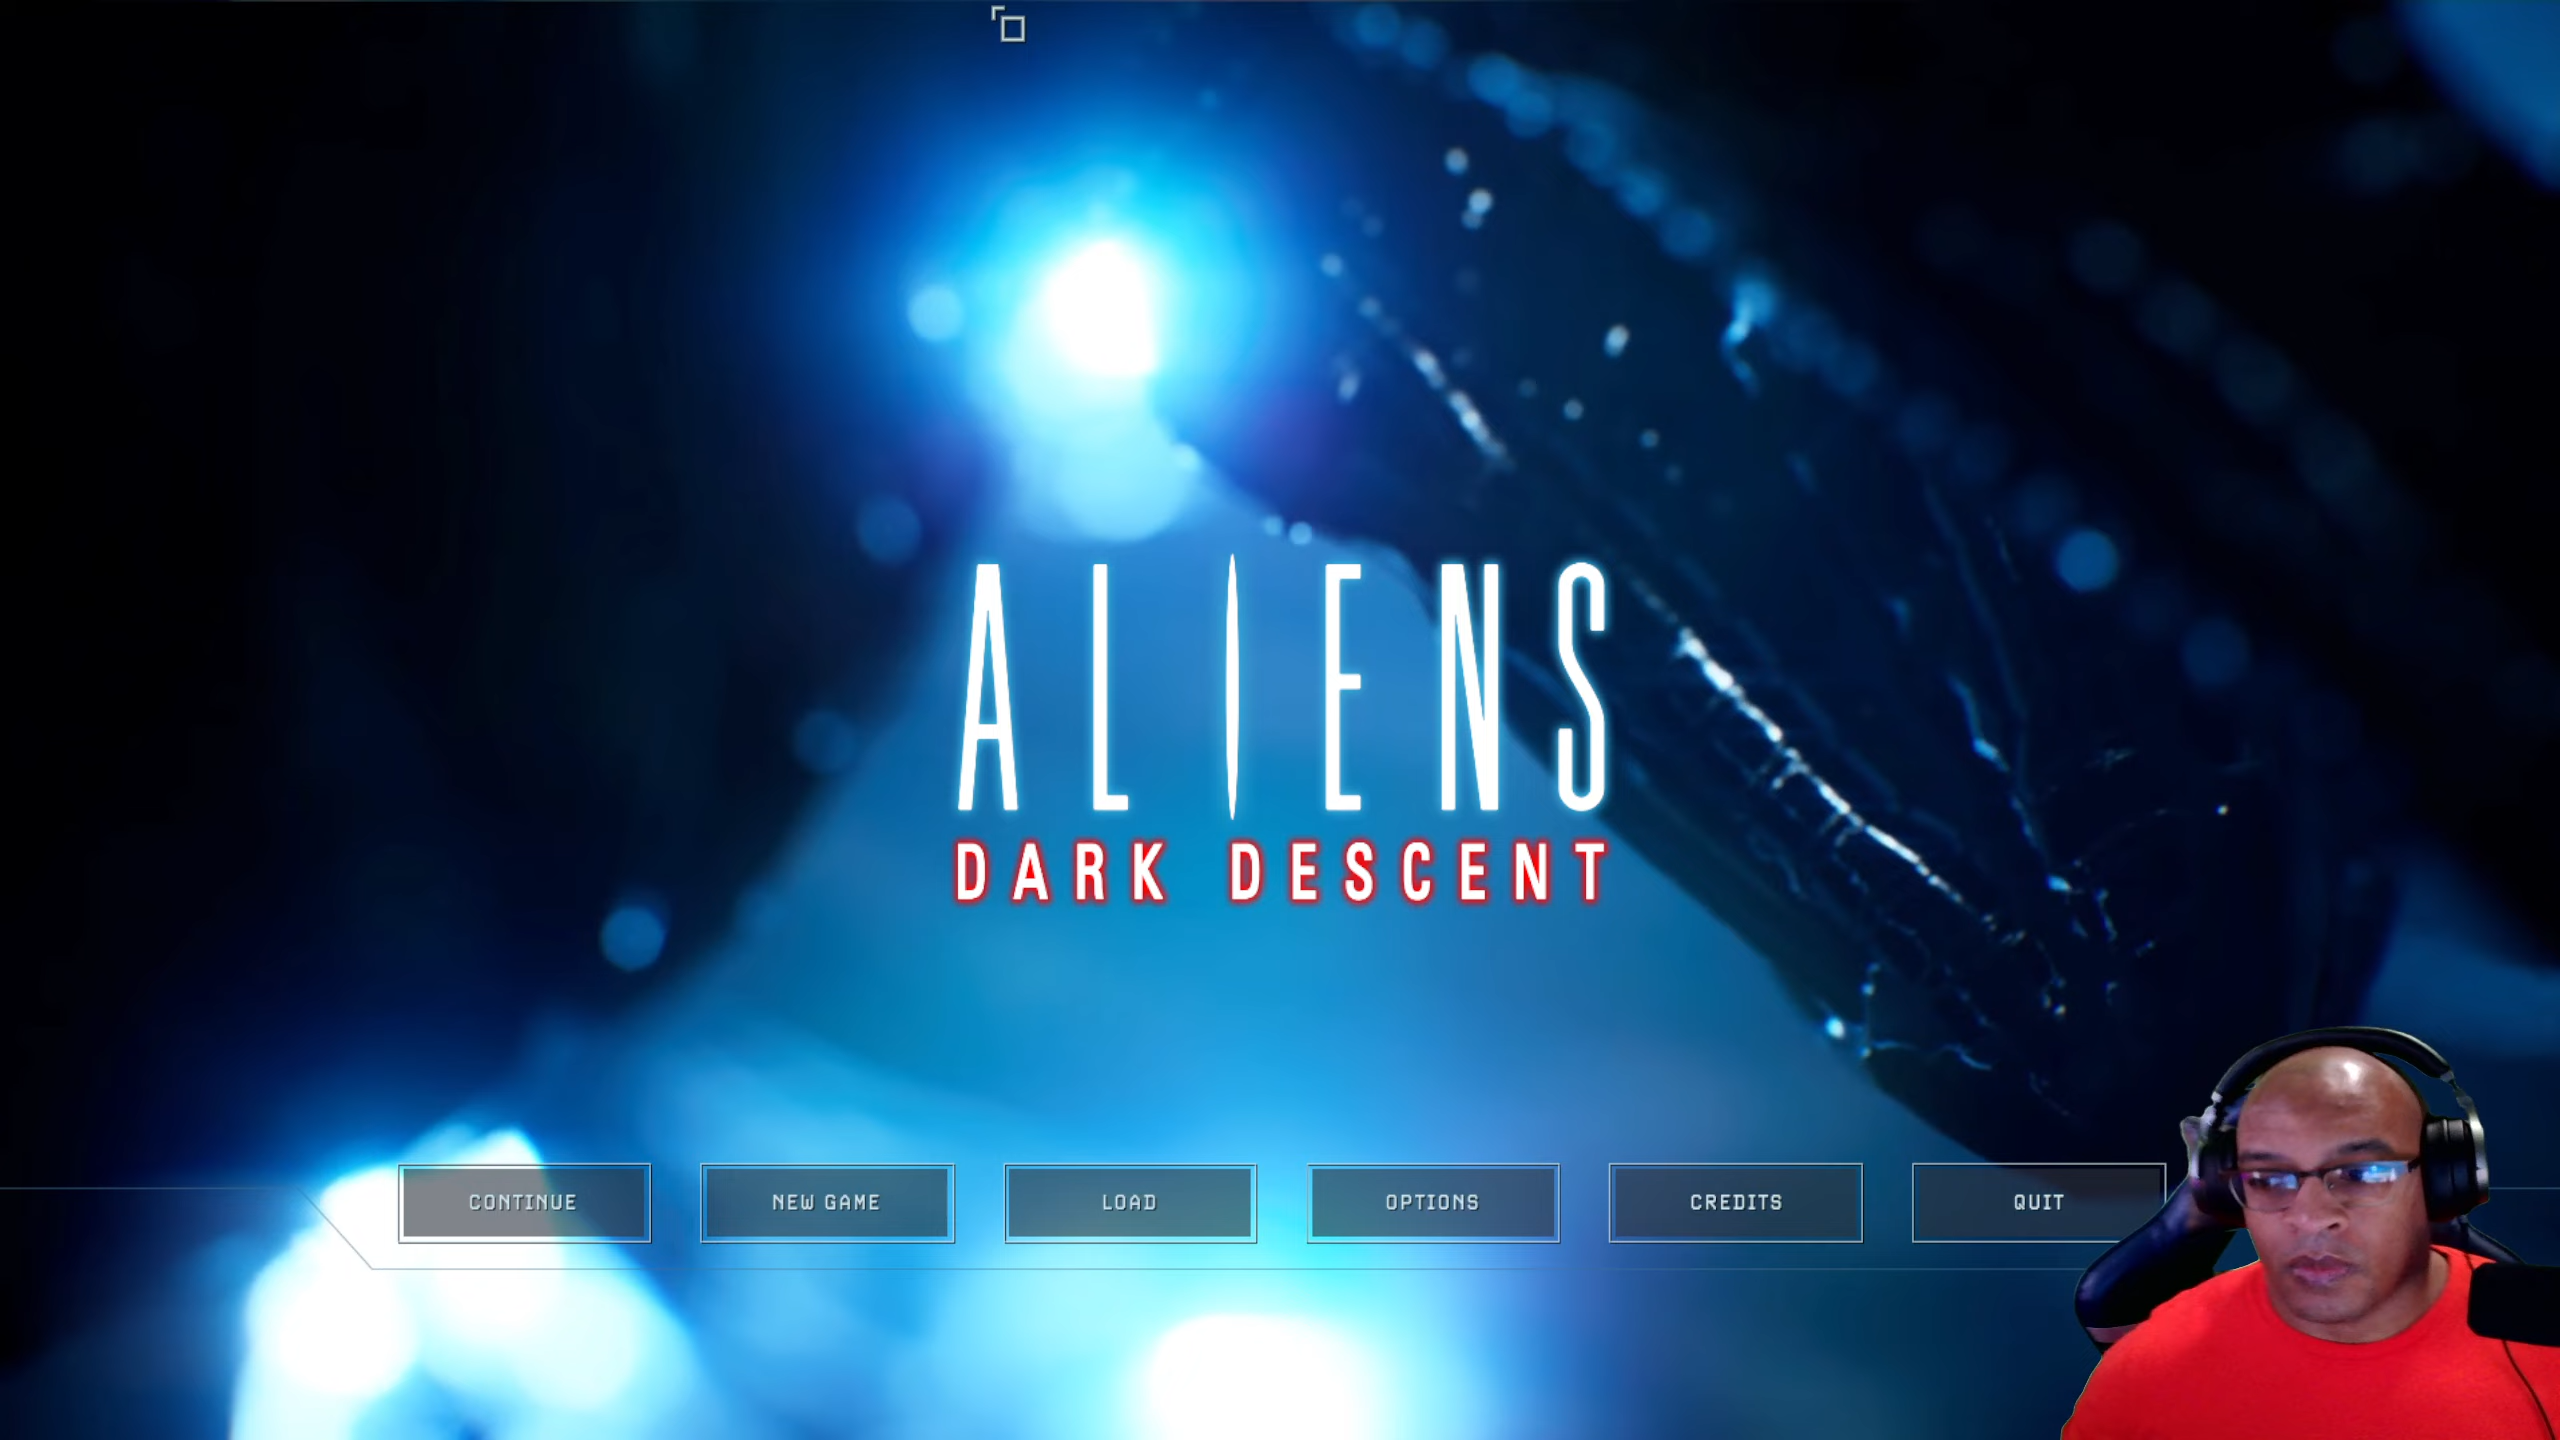 ALIENS
DARK DESCENT
CONTINUE
NEW GAME
LOAD
OPTIONS
CREDITS
QUIT